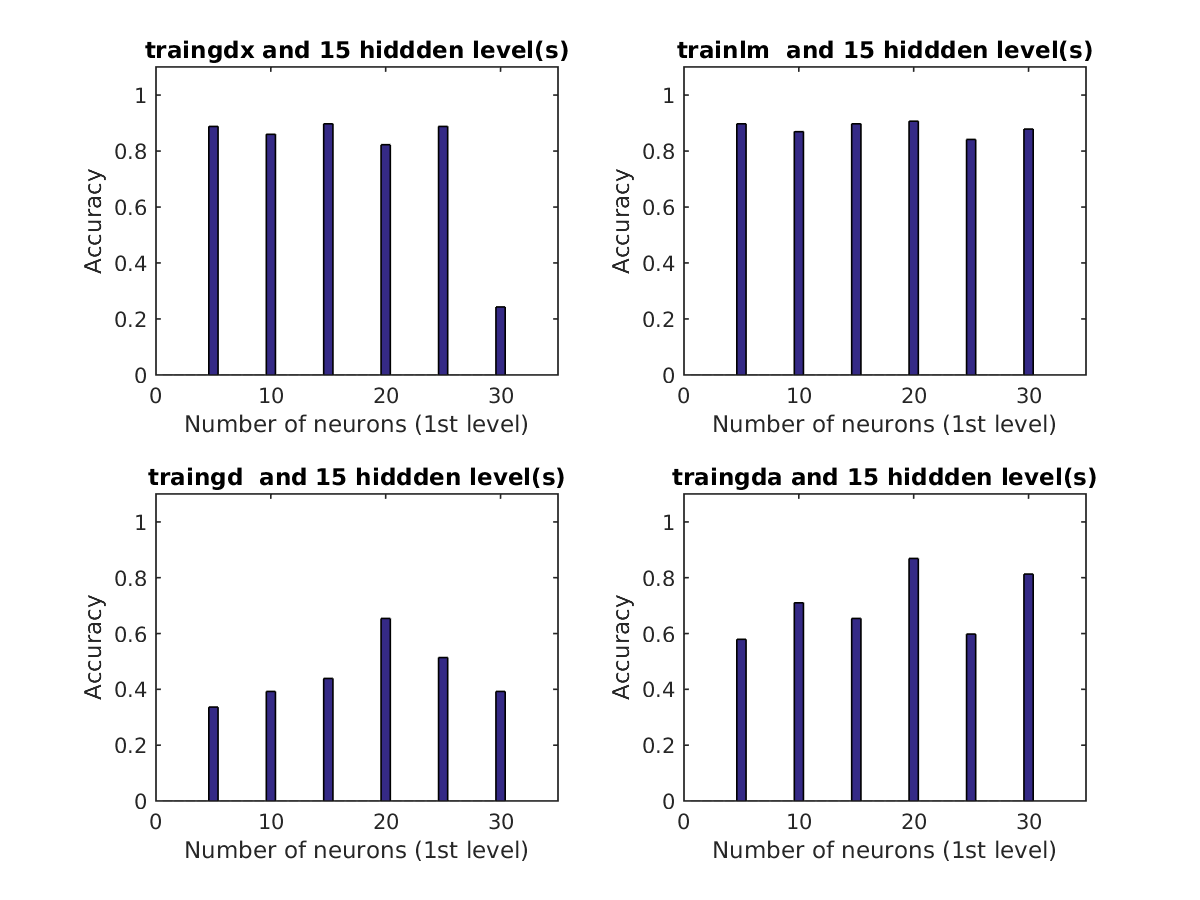 traingdx and 15 hiddden level(s)
1
0.8
0.6
0.4
0.2
0
Accuracy
0 10 20 30
Number of neurons (1st level)
trainlm  and 15 hiddden level(s)
1
0.8
0.6
0.4
0.2
0
Accuracy
0 10 20 30
Number of neurons (1st level)
traingd  and 15 hiddden level(s)
1
0.8
0.6
0.4
0.2
0
Accuracy
0 10 20 30
Number of neurons (1st level)
traingda and 15 hiddden level(s)
1
0.8
0.6
0.4
0.2
0
Accuracy
0 10 20 30
Number of neurons (1st level)